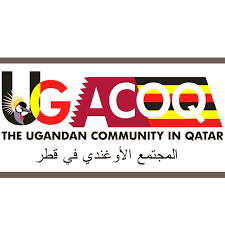 UGACOQ
THE UGANDAN COMMUNITY IN QATAR
المجتمع الأوغندي في قطر